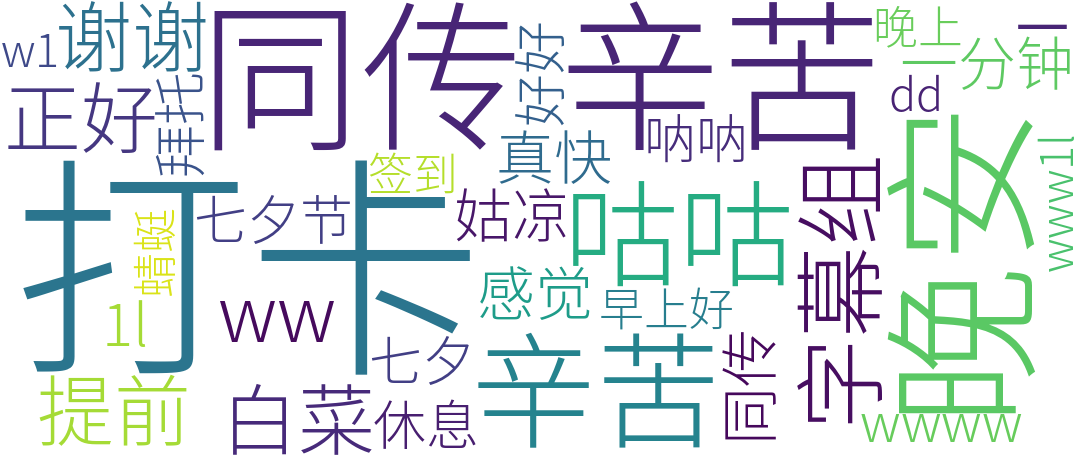 谢谢
同传
辛苦
好好
晚上
一
一分钟
w1
正好
拜托
真快
呐呐
dd
打卡
签到
晚安
www1
七夕节
姑凉
咕咕
字幕组
蜻蜓
感觉
早上好
1l
ww
七夕
辛苦
同传
提前
白菜
休息
wwww